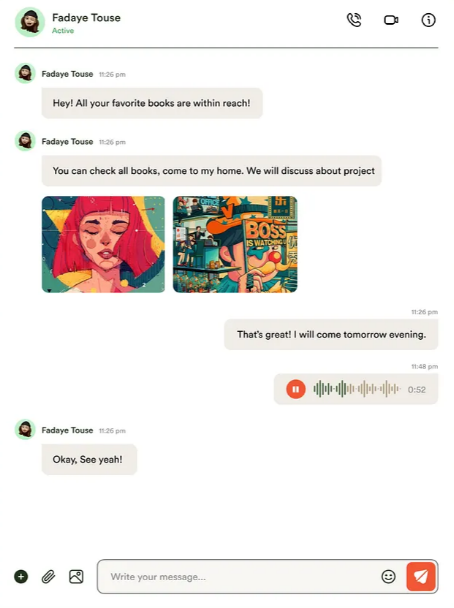 Fadaye Touse
Active
Fadaye Touse 11:26 pm
Hey! All your favorite books are within reach!
Fadaye Touse 11:26 pm
You can check all books, come to my home. We will discuss about project
OFFICE
BOSS
IS WATCHING U
11:26 pm
That's great! I will come tomorrow evening.
11:48 pm
0:52
Fadaye Touse 11:26 pm
Okay, See yeah!
Write your message...